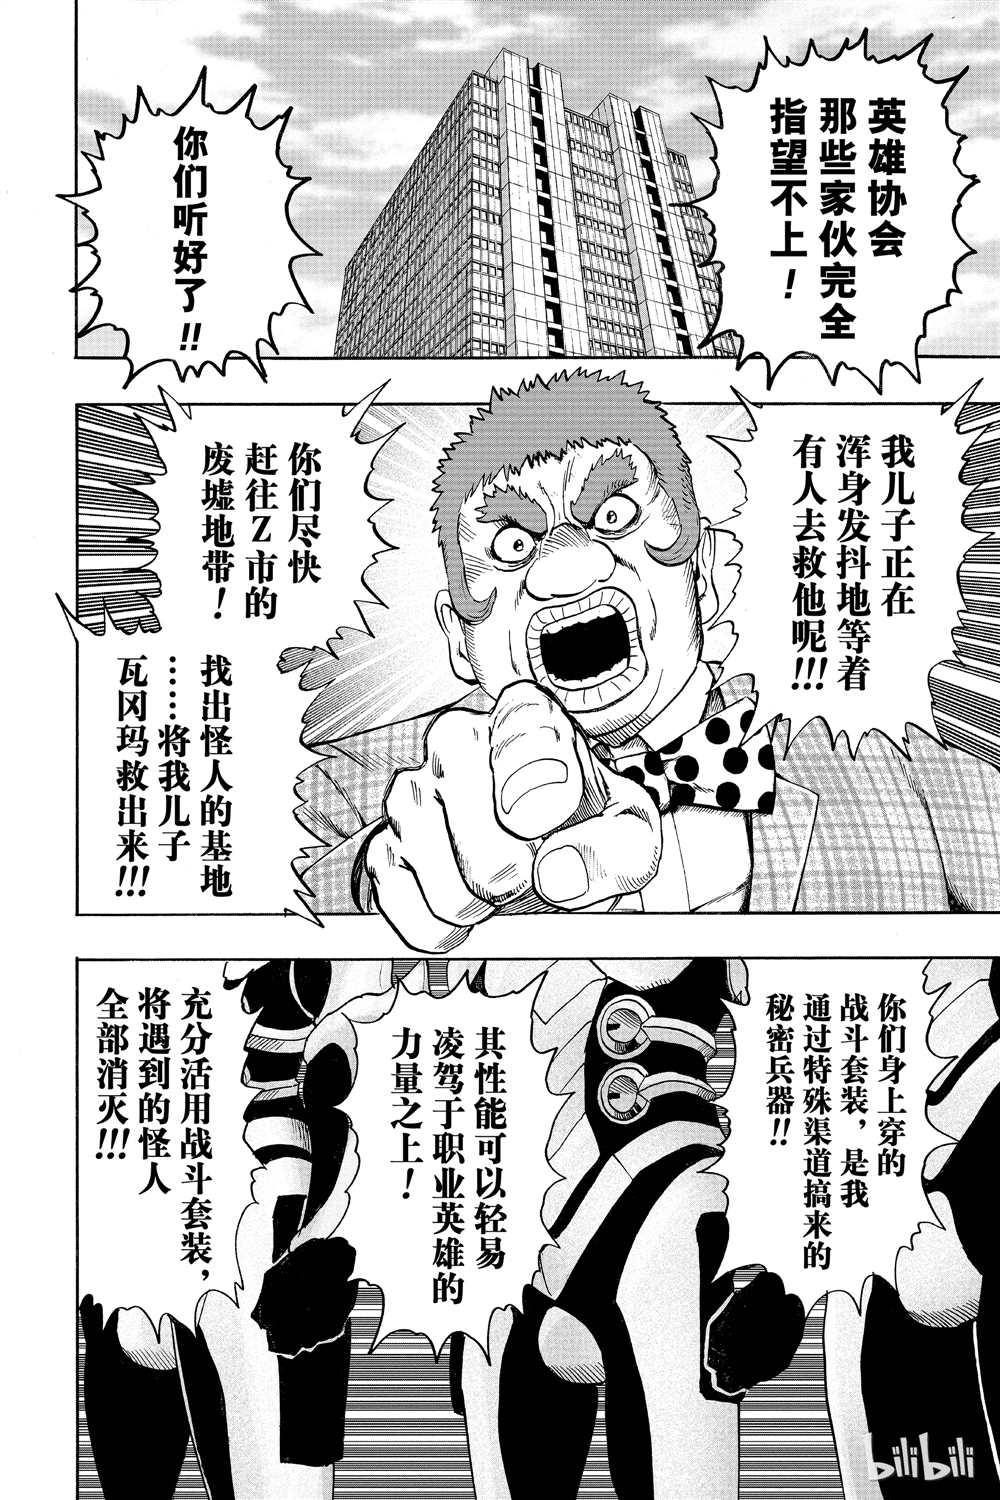 英雄协会
那些家伙完全
指望不上！
你们听好了!!
我儿子正在
浑身发抖地等着
有人去救他呢!!!
你们尽快
赶往Z市的
废墟地带！
找出怪人的基地
……将我儿子
瓦冈玛救出来!!!
你们身上穿的
战斗套装，是我
通过特殊渠道搞来的
秘密兵器!!
其性能可以轻易
凌驾于职业英雄的
力量之上！
充分活用战斗套装，
将遇到的怪人
全部消灭!!!
bilibili